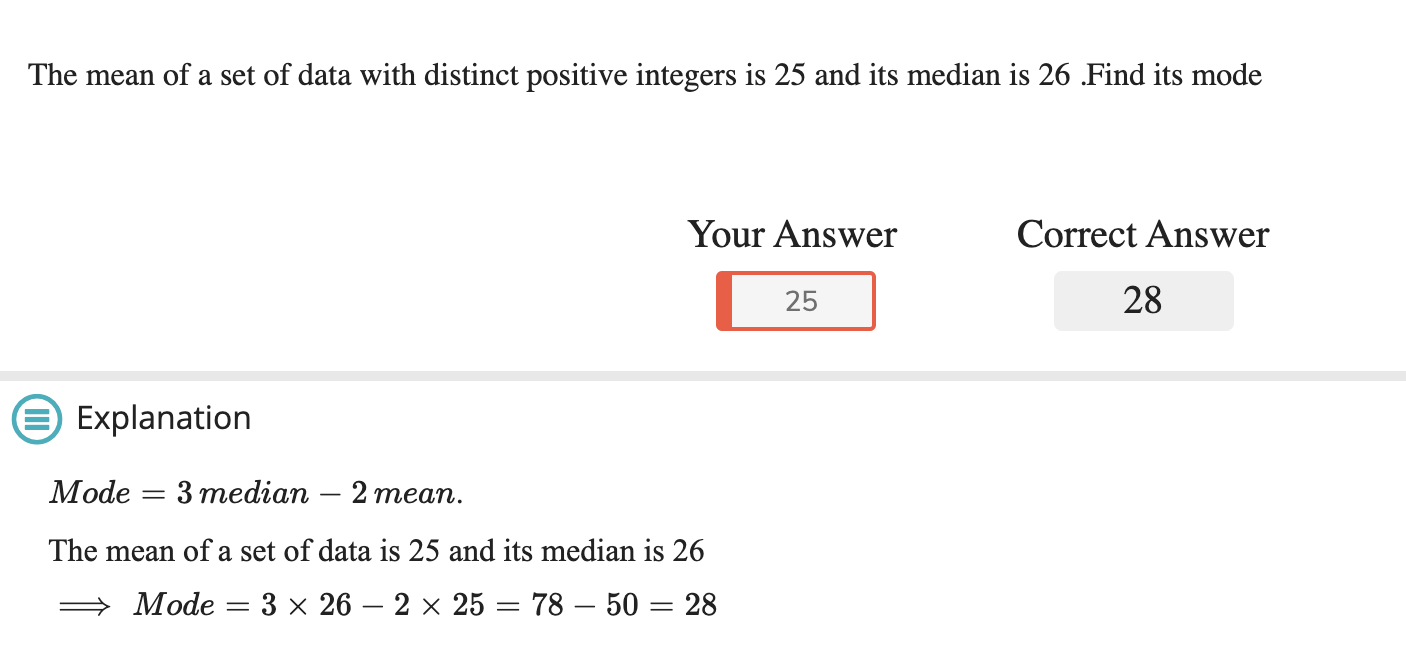 The mean of a set of data with distinct positive integers is 25 and its median is 26 .Find its mode
Your Answer Correct Answer
25 28
Explanation
Mode = 3 median − 2 mean.
The mean of a set of data is 25 and its median is 26
⟹ Mode = 3 × 26 − 2 × 25 = 78 − 50 = 28